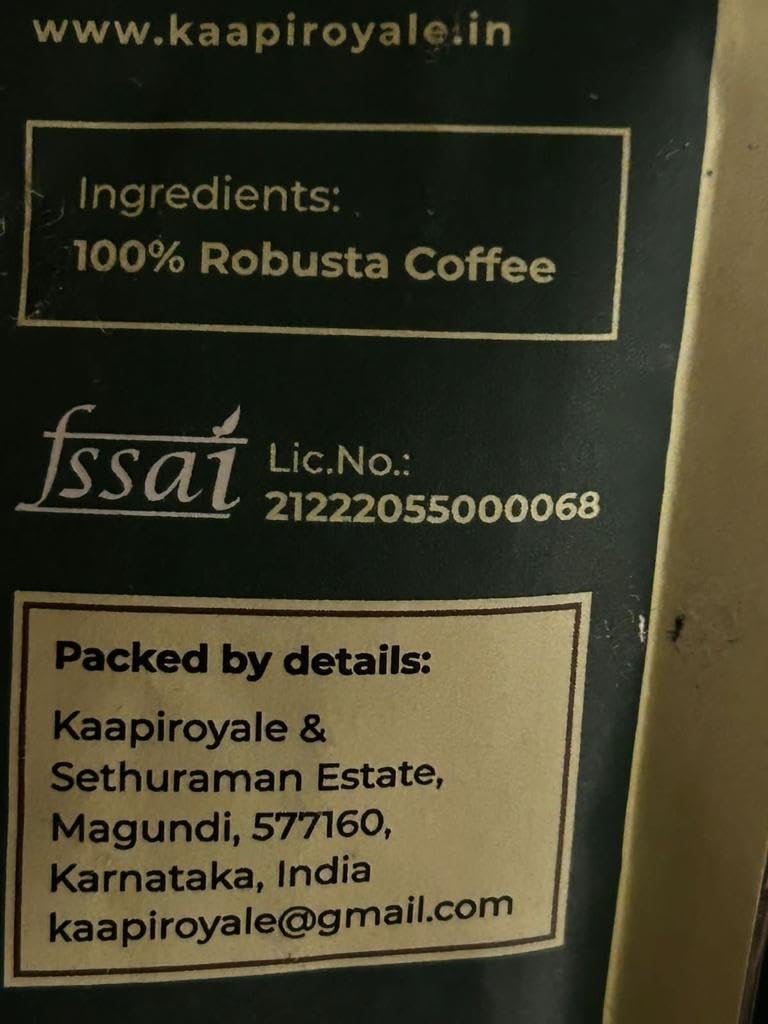 www.kaapiroyale.in
Ingredients:
100% Robusta Coffee
fssai
Lic.No.:
21222055000068
Packed by details:
Kaapiroyale &
Sethuraman Estate,
Magundi, 577160,
Karnataka, India
kaapiroyale@gmail.com